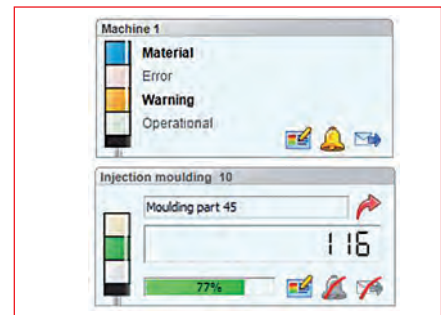 Machine 1
Material
Error
Warning
Operational
Injection moulding 10
Moulding part 45
116
77%